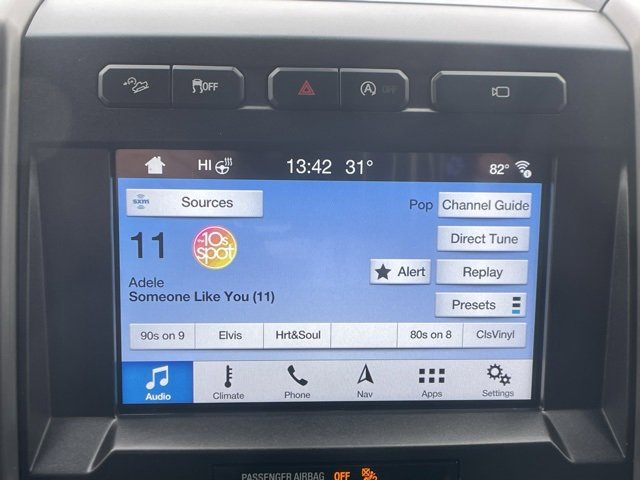 OFF
A OFF
HI 13:42 31° 82°
sxm Sources
Pop Channel Guide
11
the 10s spot
Direct Tune
Alert Replay
Adele
Someone Like You (11)
Presets
90s on 9 Elvis Hrt&Soul 80s on 8 ClsVinyl
Audio Climate Phone Nav Apps Settings
PASSENGER AIRBAG OFF